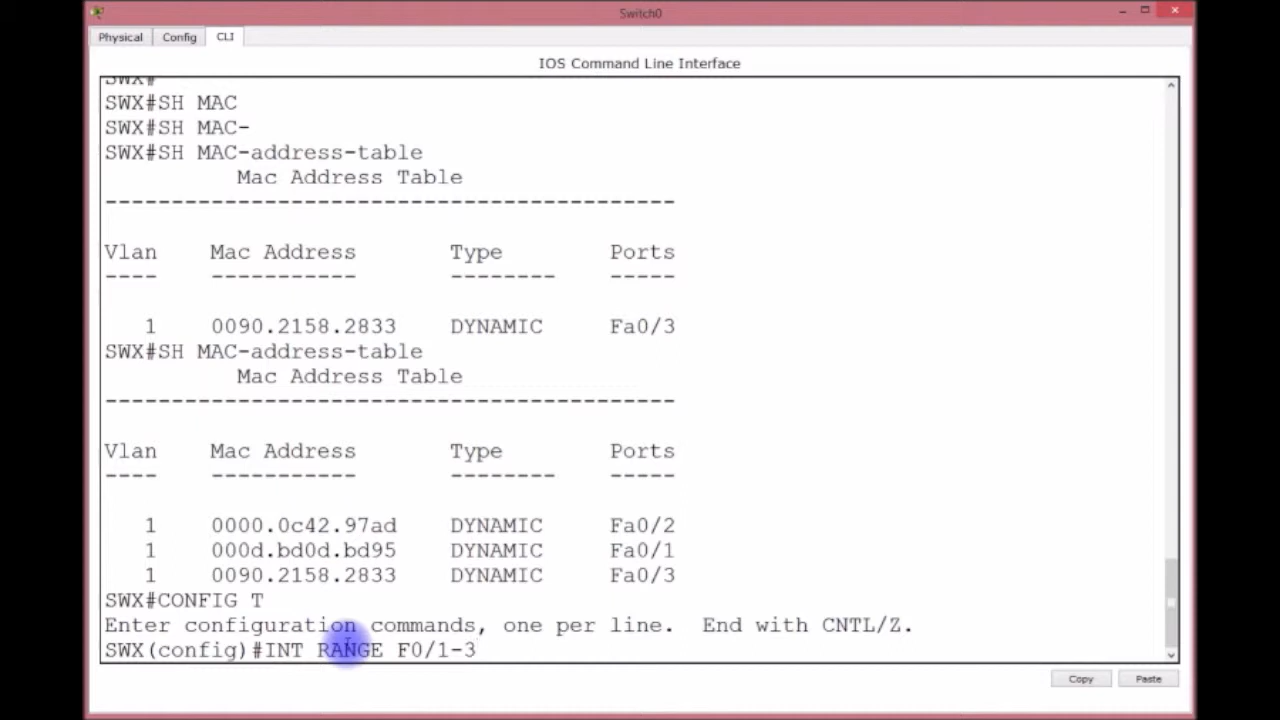 Switch0
Physical Config CLI
IOS Command Line Interface
SWX#
SWX#SH MAC
SWX#SH MAC-
SWX#SH MAC-address-table
Mac Address Table
-------------------------------------------
Vlan Mac Address Type Ports
---- ----------- -------- -----
1 0090.2158.2833 DYNAMIC Fa0/3
SWX#SH MAC-address-table
Mac Address Table
-------------------------------------------
Vlan Mac Address Type Ports
---- ----------- -------- -----
1 0000.0c42.97ad DYNAMIC Fa0/2
1 000d.bd0d.bd95 DYNAMIC Fa0/1
1 0090.2158.2833 DYNAMIC Fa0/3
SWX#CONFIG T
Enter configuration commands, one per line. End with CNTL/Z.
SWX(config)#INT RANGE F0/1-3
Copy Paste